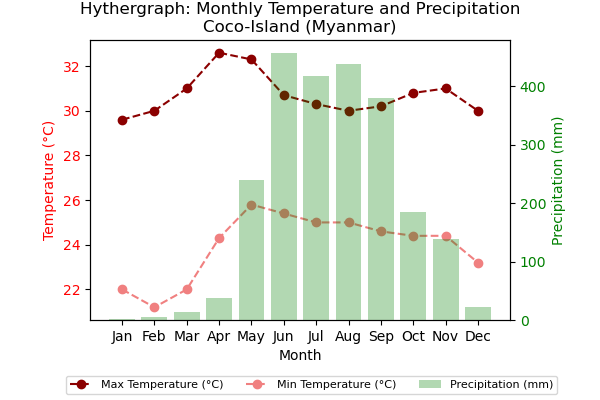 Hythergraph: Monthly Temperature and Precipitation
Coco-Island (Myanmar)
Temperature (°C)
32
30
28
26
24
22
Precipitation (mm)
400
300
200
100
0
Jan Feb Mar Apr May Jun Jul Aug Sep Oct Nov Dec
Month
Max Temperature (°C) Min Temperature (°C) Precipitation (mm)